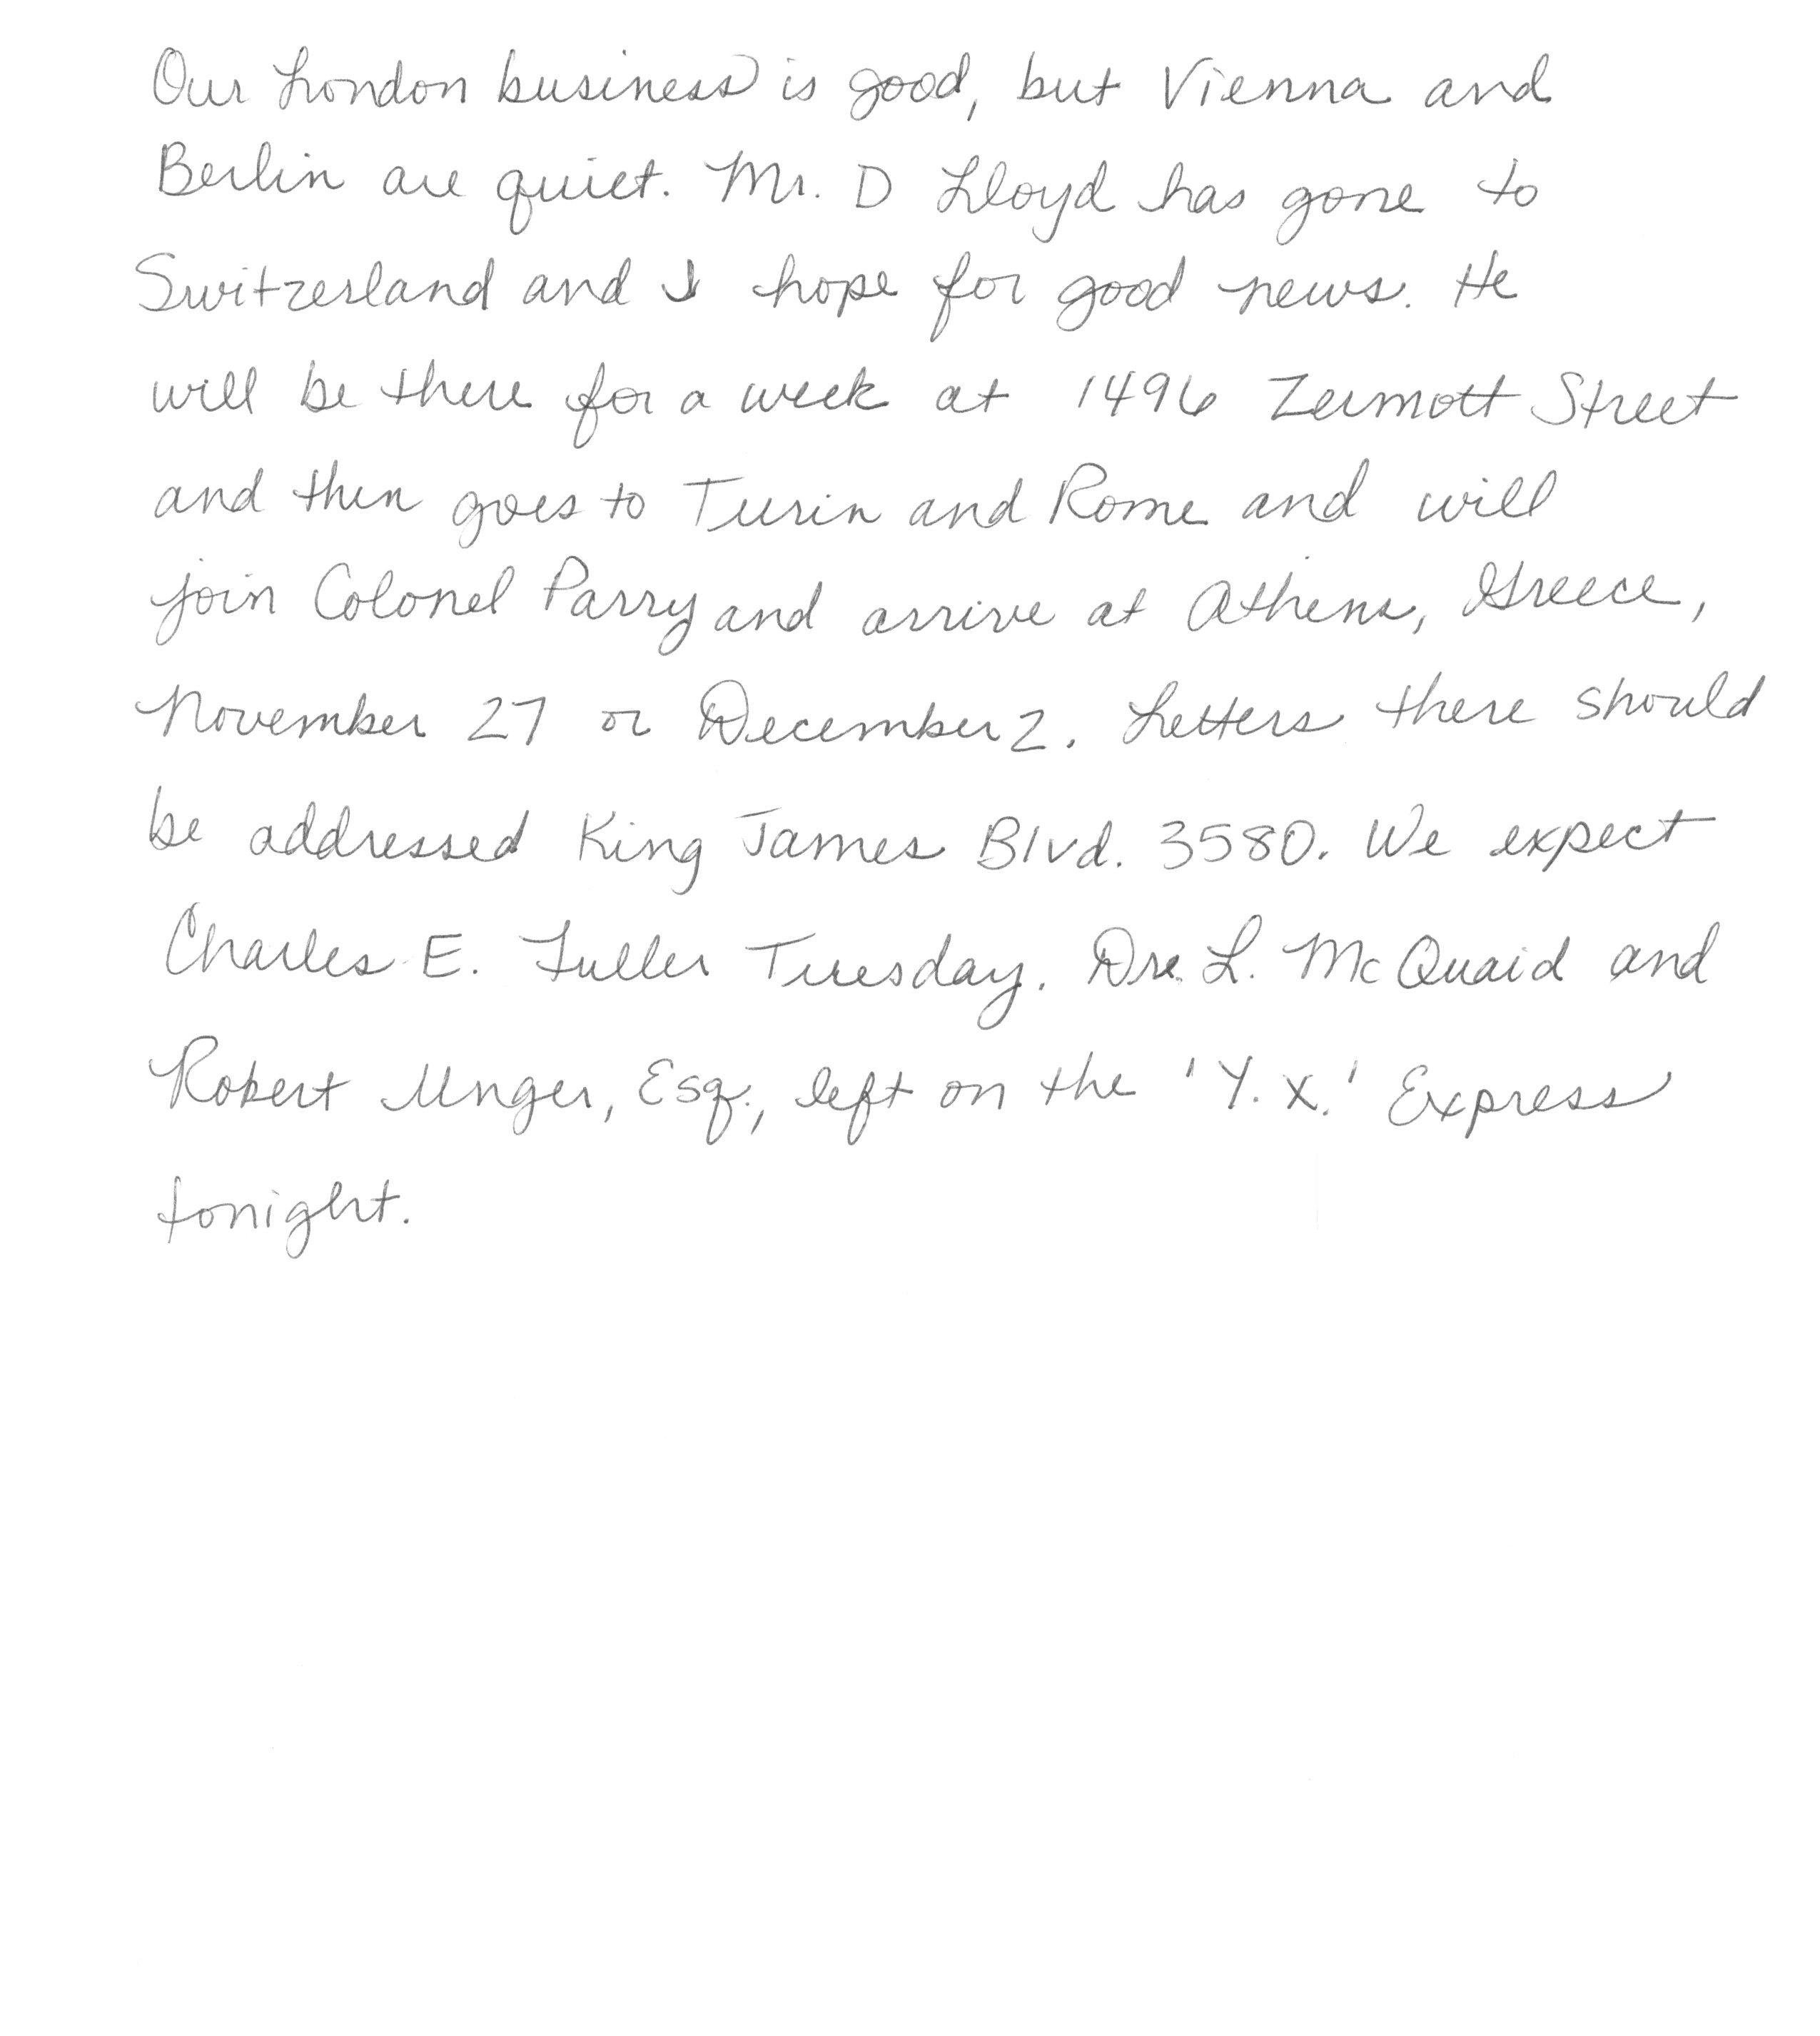 Our London business is good, but Vienna and
Berlin are quiet. Mr. D Lloyd has gone to
Switzerland and I hope for good news. He
will be there for a week at 1496 Zermott Street
and then goes to Turin and Rome and will
join Colonel Parry and arrive at Athens, Greece,
November 27 or December 2. Letters there should
be addressed King James Blvd. 3580. We expect
Charles E. Fuller Tuesday. Dr. L. McQuaid and
Robert Unger, Esq., left on the 'Y.X.' Express
tonight.